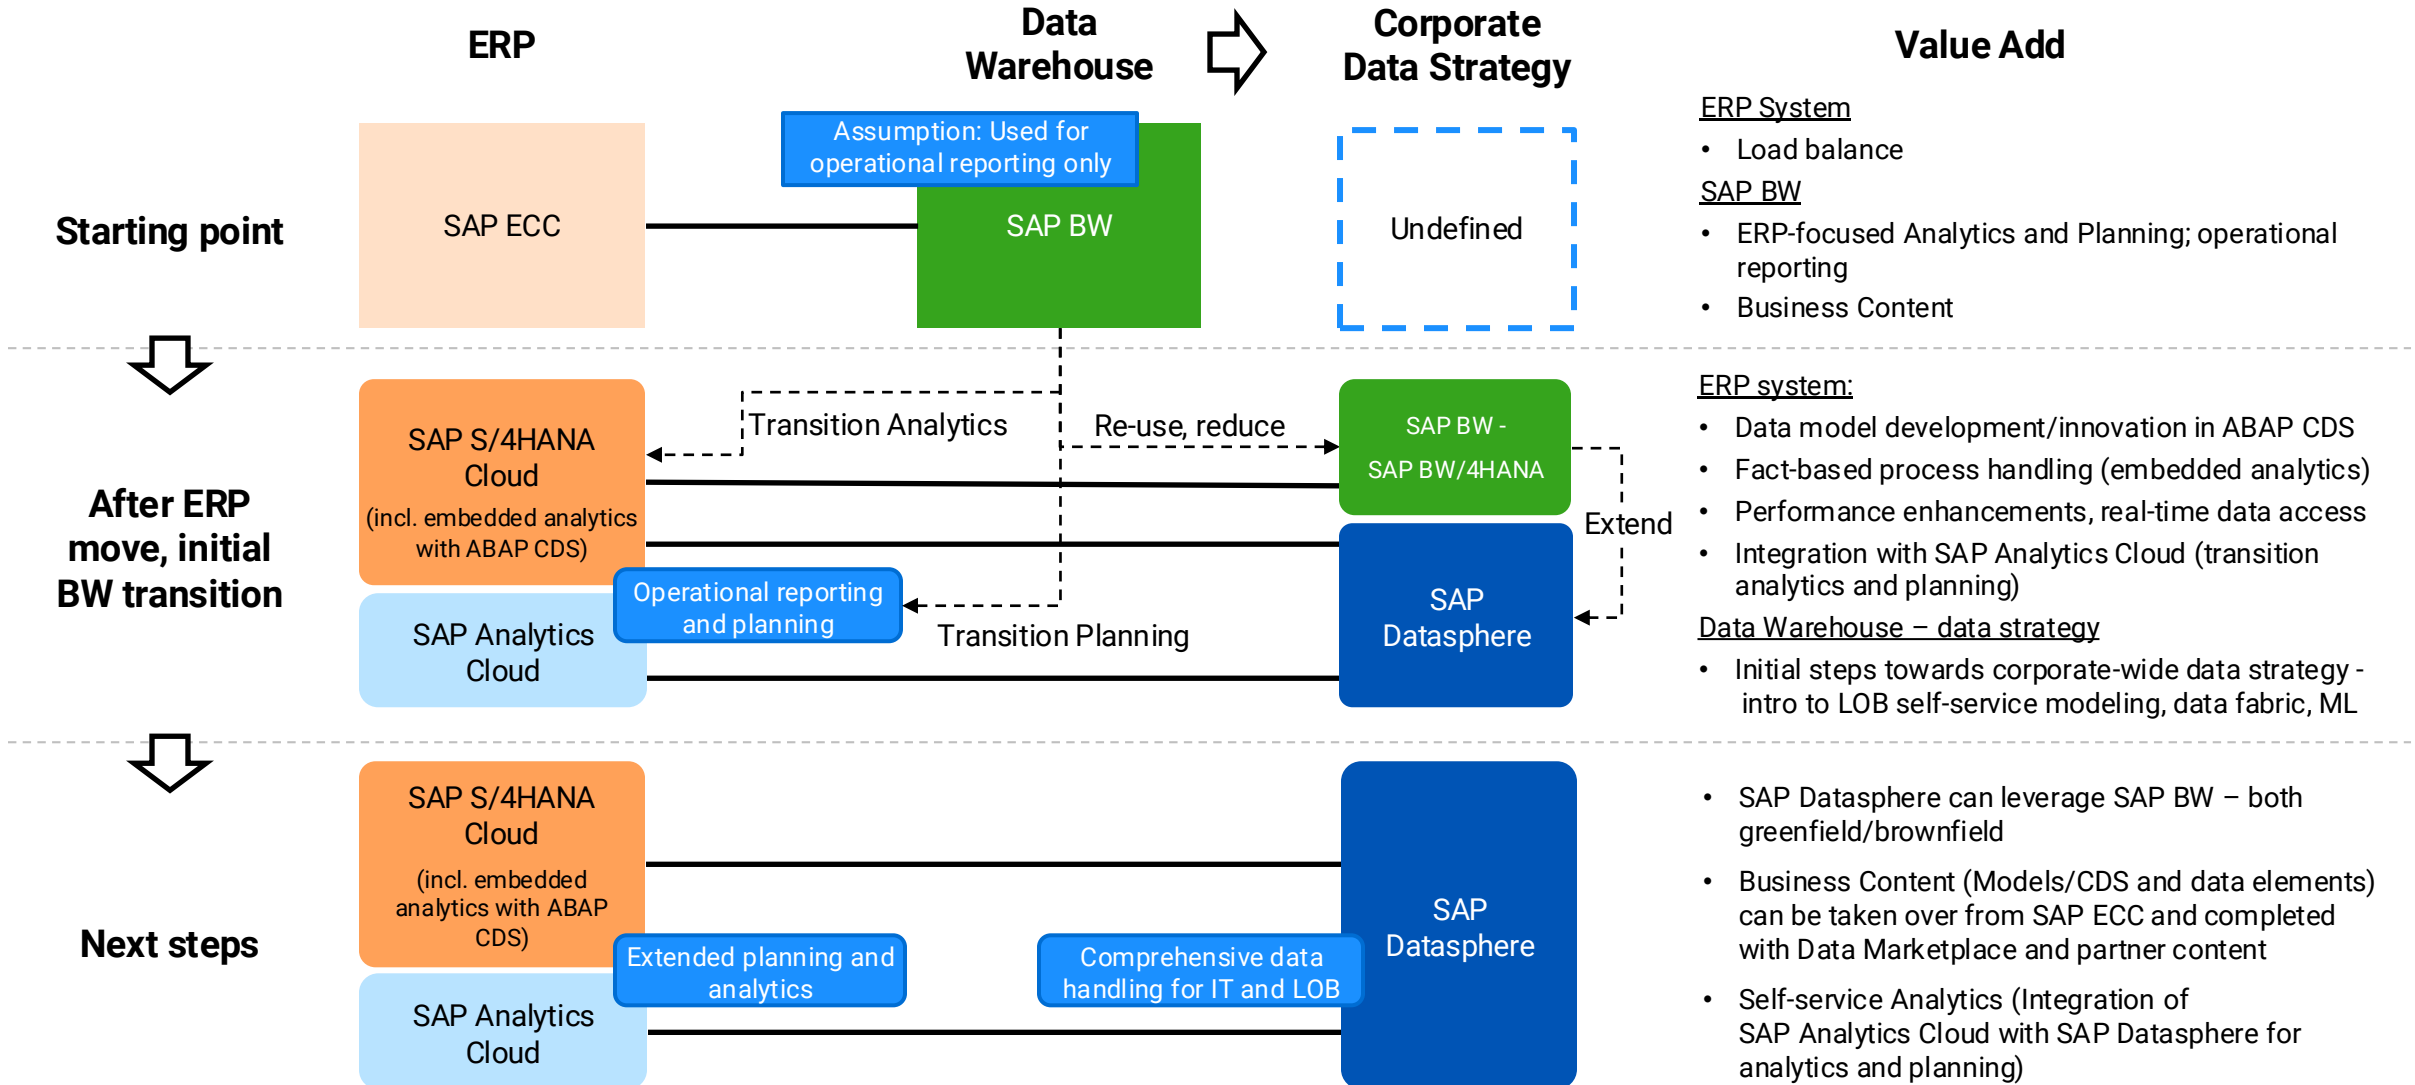 ERP
Data
Warehouse
Corporate
Data Strategy
Value Add
Starting point
SAP ECC
Assumption: Used for
operational reporting only
SAP BW
Undefined
ERP System
• Load balance
SAP BW
• ERP-focused Analytics and Planning; operational
reporting
• Business Content
After ERP
move, initial
BW transition
SAP S/4HANA
Cloud
(incl. embedded analytics
with ABAP CDS)
SAP Analytics
Cloud
Operational reporting
and planning
Transition Analytics
Re-use, reduce
Transition Planning
SAP BW -
SAP BW/4HANA
Extend
SAP
Datasphere
ERP system:
• Data model development/innovation in ABAP CDS
• Fact-based process handling (embedded analytics)
• Performance enhancements, real-time data access
• Integration with SAP Analytics Cloud (transition
analytics and planning)
Data Warehouse – data strategy
• Initial steps towards corporate-wide data strategy -
intro to LOB self-service modeling, data fabric, ML
Next steps
SAP S/4HANA
Cloud
(incl. embedded
analytics with ABAP
CDS)
SAP Analytics
Cloud
Extended planning and
analytics
Comprehensive data
handling for IT and LOB
SAP
Datasphere
• SAP Datasphere can leverage SAP BW – both
greenfield/brownfield
• Business Content (Models/CDS and data elements)
can be taken over from SAP ECC and completed
with Data Marketplace and partner content
• Self-service Analytics (Integration of
SAP Analytics Cloud with SAP Datasphere for
analytics and planning)